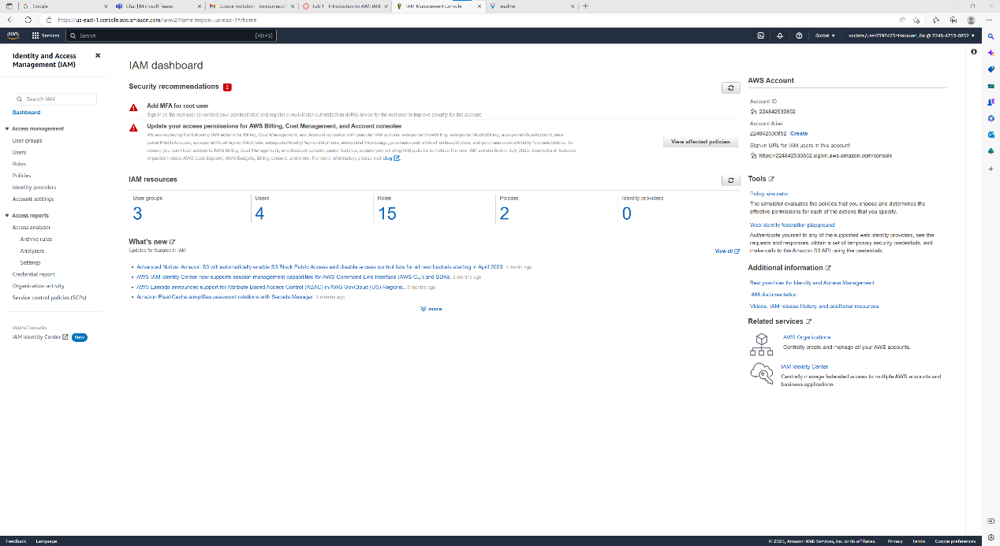 Google
Chat | Microsoft Teams
Lab 1 - Introduction to AWS IAM
IAM Management Console
readme
https://us-east-1.console.aws.amazon.com/iamv2/home?region=us-east-1#/home
aws
Services
Search
[Alt+S]
Global
voclabs/user2397425=Haoxuan_Ge @ 2248-4253-0852
Identity and Access
Management (IAM)
Search IAM
Dashboard
Access management
User groups
Users
Roles
Policies
Identity providers
Account settings
Access reports
Access analyzer
Archive rules
Analyzers
Settings
Credential report
Organization activity
Service control policies (SCPs)
Related consoles
IAM Identity Center
New
IAM dashboard
Security recommendations 2
Add MFA for root user
Sign in as the root user (or contact your administrator) and register a multi-factor authentication (MFA) device for the root user to improve security for this account.
Update your access permissions for AWS Billing, Cost Management, and Account consoles
We are replacing the following IAM actions for Billing, Cost Management, and Account consoles with granular IAM actions: aws-portal:ViewBilling, aws-portal:ModifyBilling, aws-portal:ViewAccount, aws-
portal:ModifyAccount, aws-portal:ViewPaymentMethods, aws-portal:ModifyPaymentMethods, aws-portal:ViewUsage, purchase-orders:ViewPurchaseOrders, and purchase-orders:ModifyPurchaseOrders. To
ensure you don't lose access to AWS Billing, Cost Management, and Account console based features, update your existing IAM policies to include the new IAM actions before July 2023. Examples of features
impacted include AWS Cost Explorer, AWS Budgets, Billing console, and more. For more information, please visit blog
View affected policies
IAM resources
User groups
3
Users
4
Roles
15
Policies
2
Identity providers
0
What's new
Updates for features in IAM
View all
Advanced Notice: Amazon S3 will automatically enable S3 Block Public Access and disable access control lists for all new buckets starting in April 2023. 1 month ago
AWS IAM Identity Center now supports session management capabilities for AWS Command Line Interface (AWS CLI) and SDKs. 3 months ago
AWS Lambda announces support for Attribute-Based Access Control (ABAC) in AWS GovCloud (US) Regions.. 3 months ago
Amazon ElastiCache simplifies password rotations with Secrets Manager. 3 months ago
more
AWS Account
Account ID
224842530852
Account Alias
224842530852 Create
Sign-in URL for IAM users in this account
https://224842530852.signin.aws.amazon.com/console
Tools
Policy simulator
The simulator evaluates the policies that you choose and determines the
effective permissions for each of the actions that you specify.
Web identity federation playground
Authenticate yourself to any of the supported web identity providers, see the
requests and responses, obtain a set of temporary security credentials, and
make calls to the Amazon S3 API using the credentials.
Additional information
Best practices for Identity and Access Management
IAM documentation
Videos, IAM release history, and additional resources
Related services
AWS Organizations
Centrally create and manage all your AWS accounts.
IAM Identity Center
Centrally manage federated access to multiple AWS accounts and
business applications.
Feedback
Language
© 2023, Amazon Web Services, Inc. or its affiliates.
Privacy
Terms
Cookie preferences